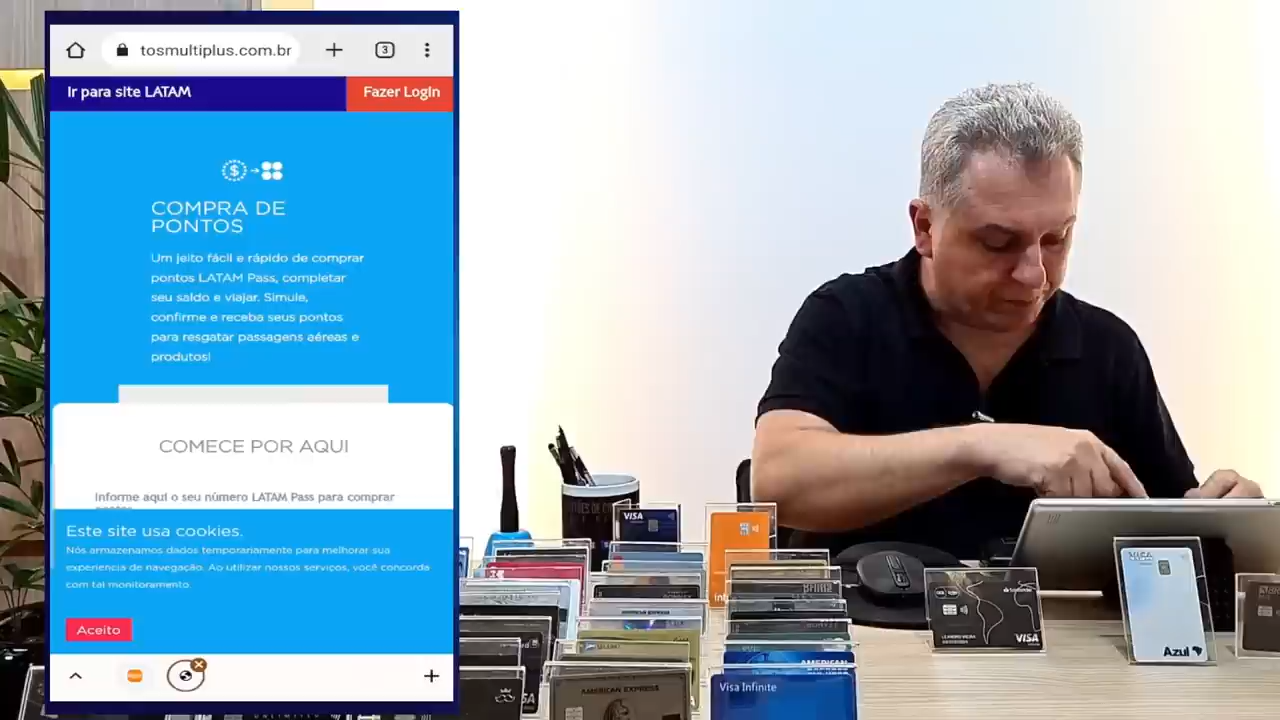 tosmultiplus.com.br
3
Ir para site LATAM
Fazer Login
$
COMPRA DE
PONTOS
Um jeito fácil e rápido de comprar
pontos LATAM Pass, completar
seu saldo e viajar. Simule,
confirme e receba seus pontos
para resgatar passagens aéreas e
produtos!
COMECE POR AQUI
Informe aqui o seu número LATAM Pass para comprar
Este site usa cookies.
Nós armazenamos dados temporariamente para melhorar sua
experiencia de navegação. Ao utilizar nossos serviços, você concorda
com tal monitoramento.
Aceito
VISA
VISA
Azul
AMERICAN EXPRESS
AMERICAN
Visa Infinite
VISA